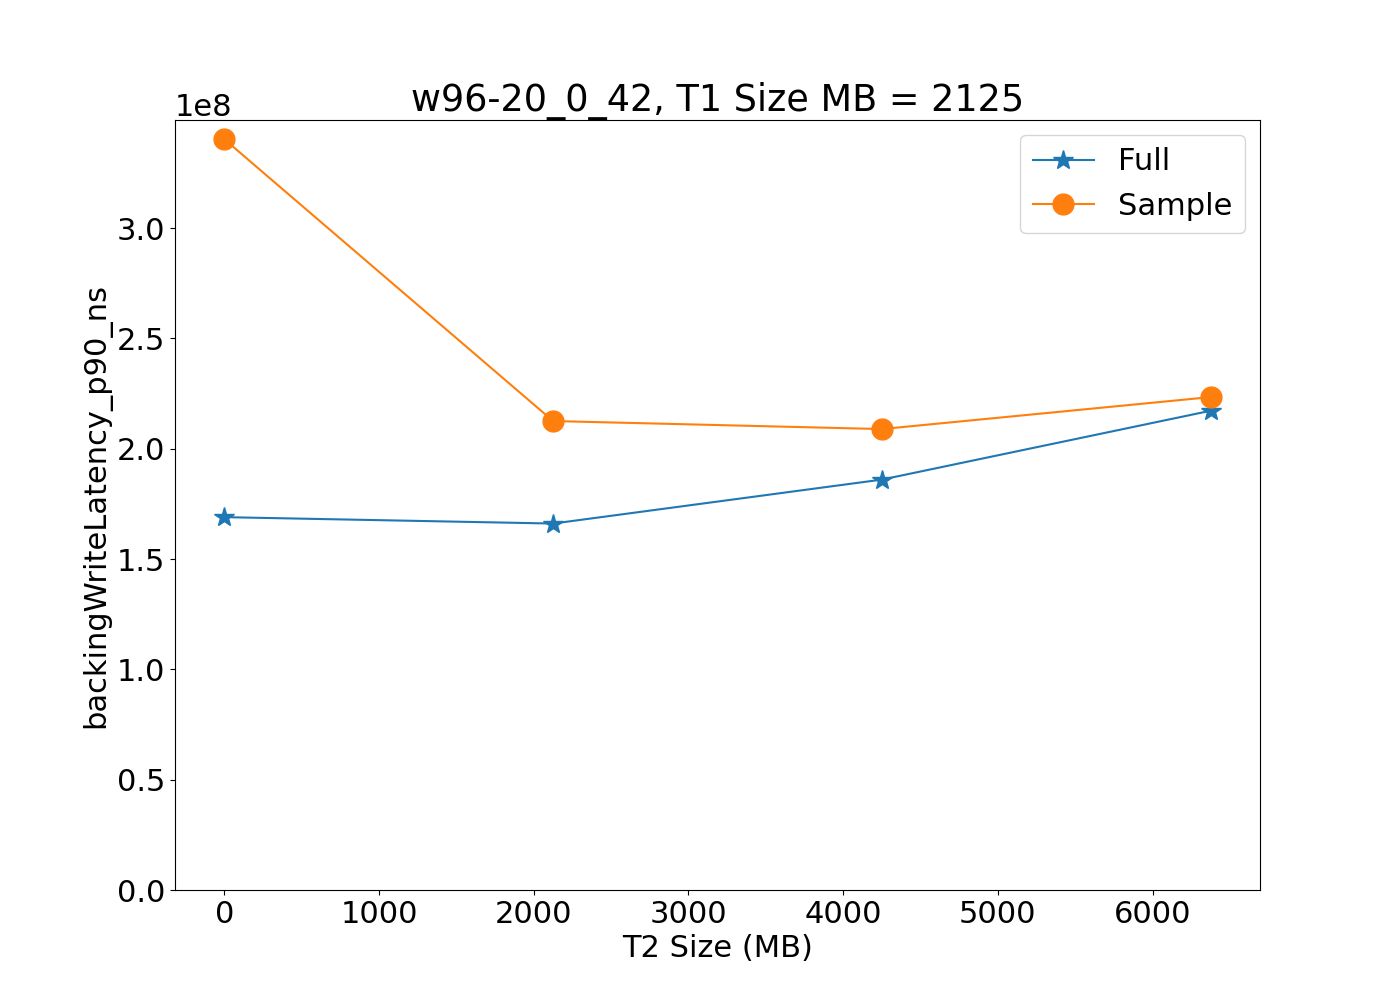 w96-20_0_42, T1 Size MB = 2125
1e8
Full
Sample
3.0
2.5
2.0
1.5
1.0
0.5
0.0
backingWriteLatency_p90_ns
0 1000 2000 3000 4000 5000 6000
T2 Size (MB)